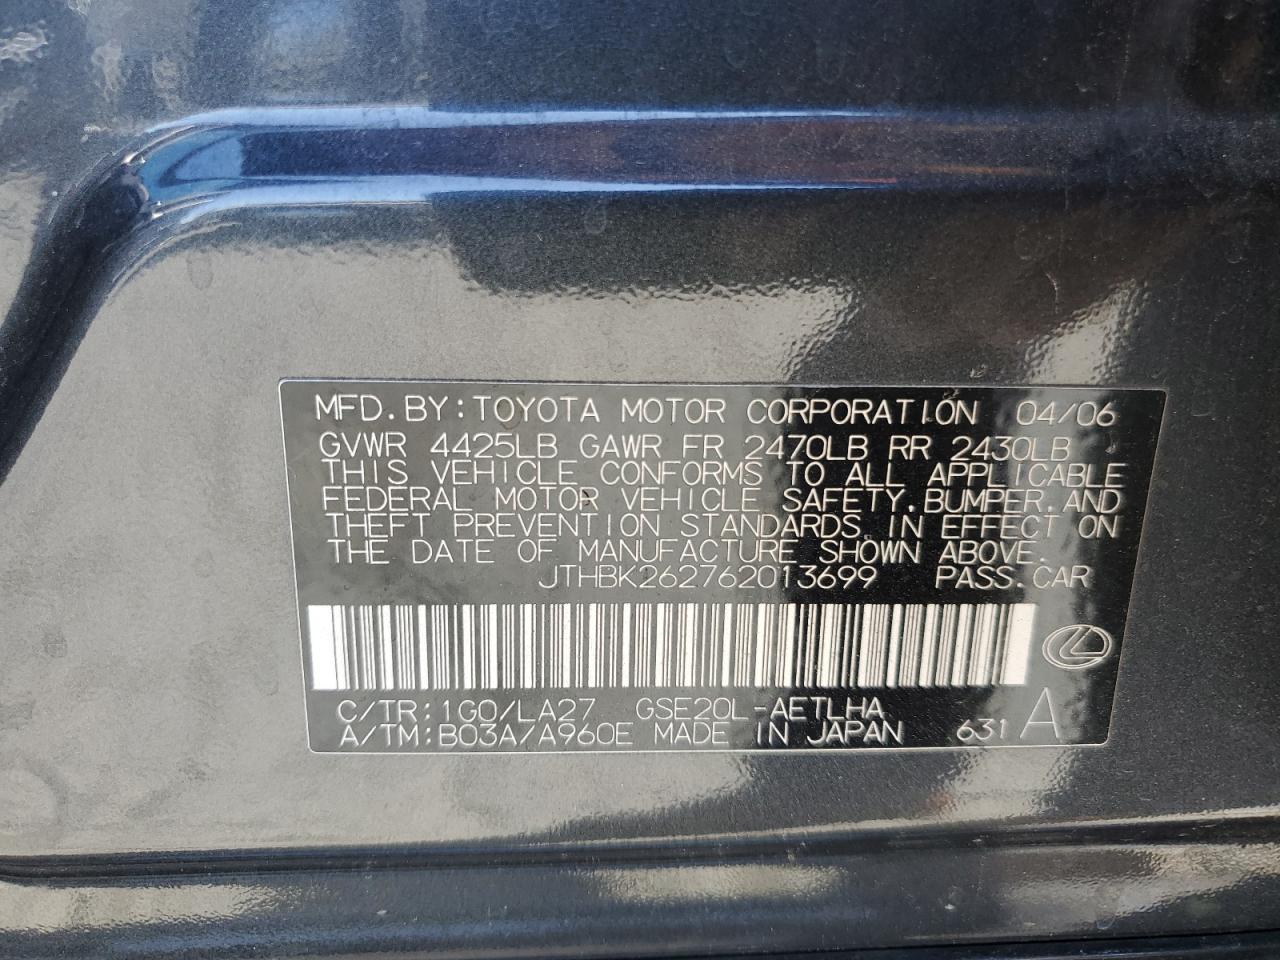 MFD.BY:TOYOTA MOTOR CORPORATION 04/06
GVWR 4425LB GAWR FR 2470LB RR 2430LB
THIS VEHICLE CONFORMS TO ALL APPLICABLE
FEDERAL MOTOR VEHICLE SAFETY,BUMPER,AND
THEFT PREVENTION STANDARDS IN EFFECT ON
THE DATE OF MANUFACTURE SHOWN ABOVE.
JTHBK262762013699 PASS.CAR
C/TR:1G0/LA27 GSE20L-AETLHA
A/TM:B03A/A960E MADE IN JAPAN 631 A